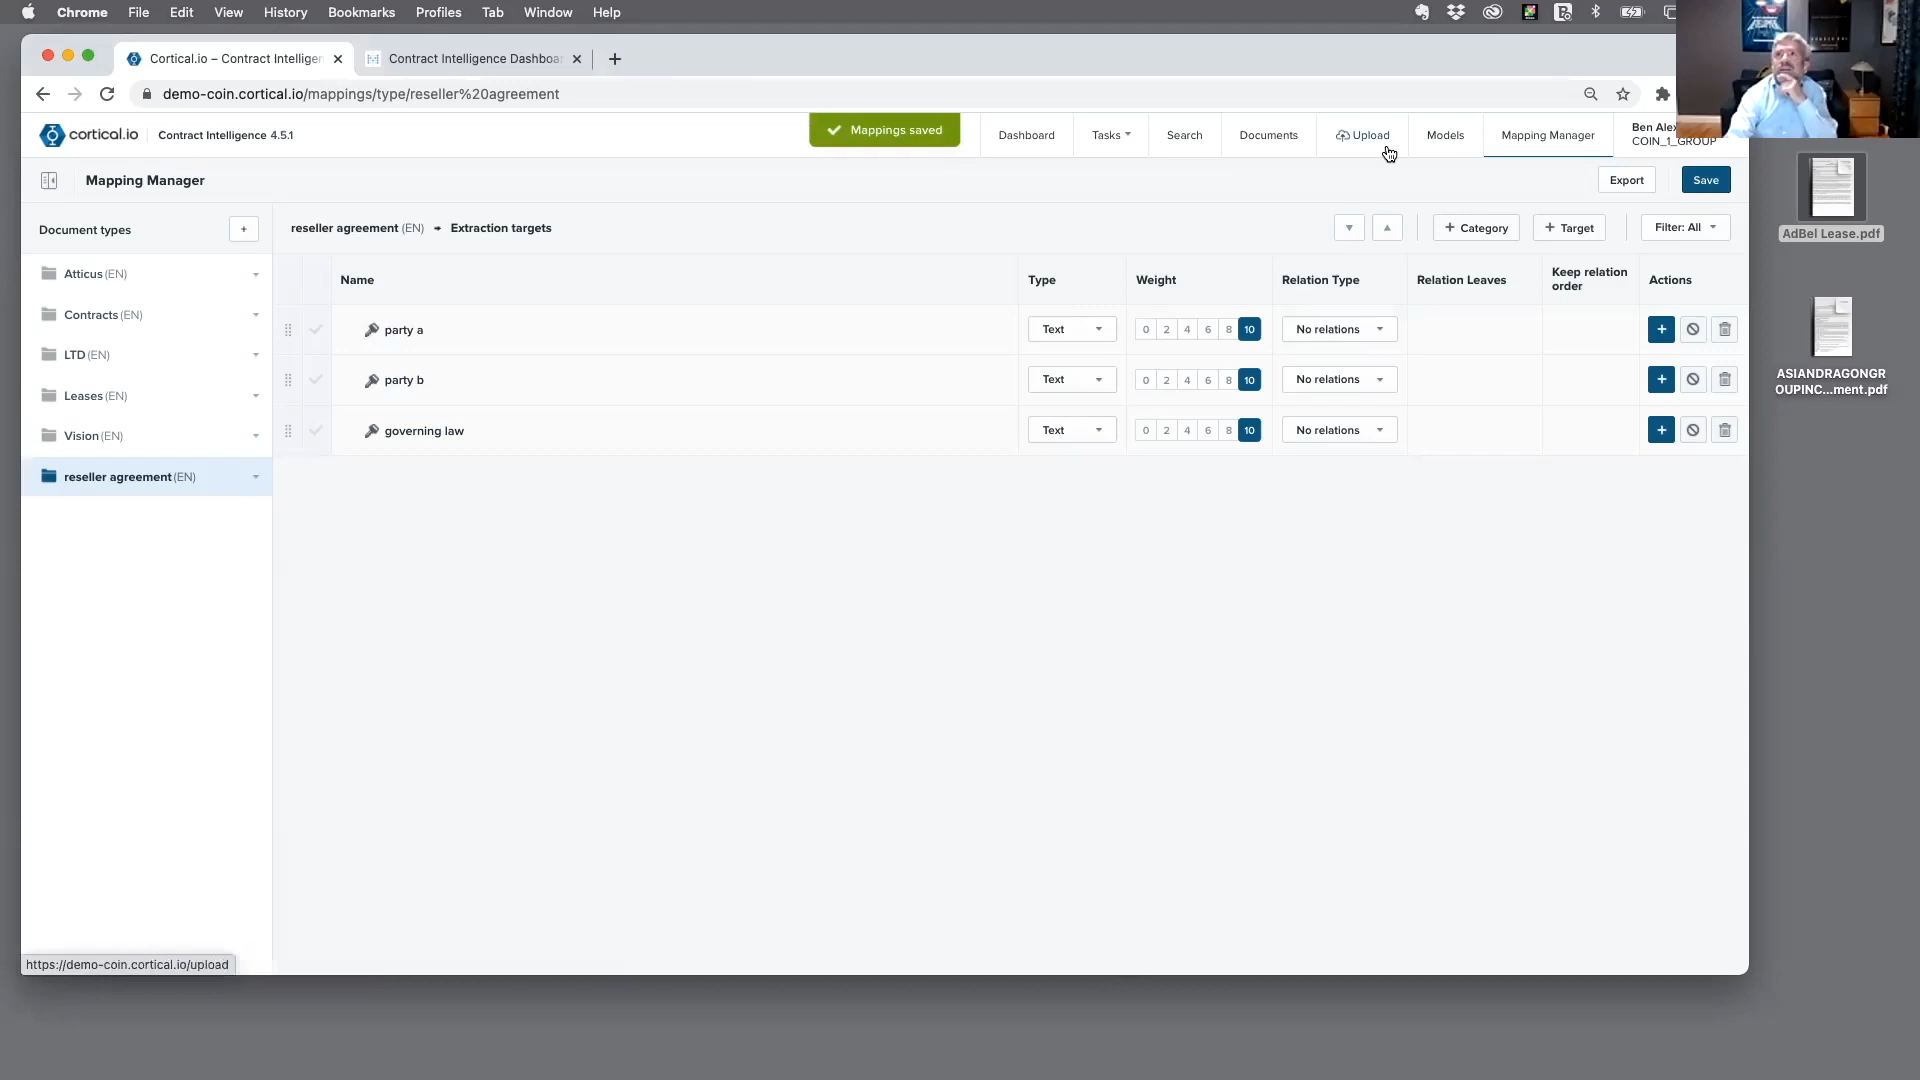 Chrome File Edit View History Bookmarks Profiles Tab Window Help
Cortical.io – Contract Intelligen
Contract Intelligence Dashboa
demo-coin.cortical.io/mappings/type/reseller%20agreement
cortical.io Contract Intelligence 4.5.1
Mappings saved
Dashboard Tasks Search Documents Upload Models Mapping Manager
Ben Alex
COIN_1_GROUP
Mapping Manager
Export Save
Document types +
reseller agreement (EN) Extraction targets
+ Category + Target Filter: All
Name Type Weight Relation Type Relation Leaves Keep relation order Actions
Atticus (EN)
Contracts (EN)
LTD (EN)
Leases (EN)
Vision (EN)
reseller agreement (EN)
party a Text 0 2 4 6 8 10 No relations +
party b Text 0 2 4 6 8 10 No relations +
governing law Text 0 2 4 6 8 10 No relations +
https://demo-coin.cortical.io/upload
AdBel Lease.pdf
ASIANDRAGONGR
OUPINC...ment.pdf